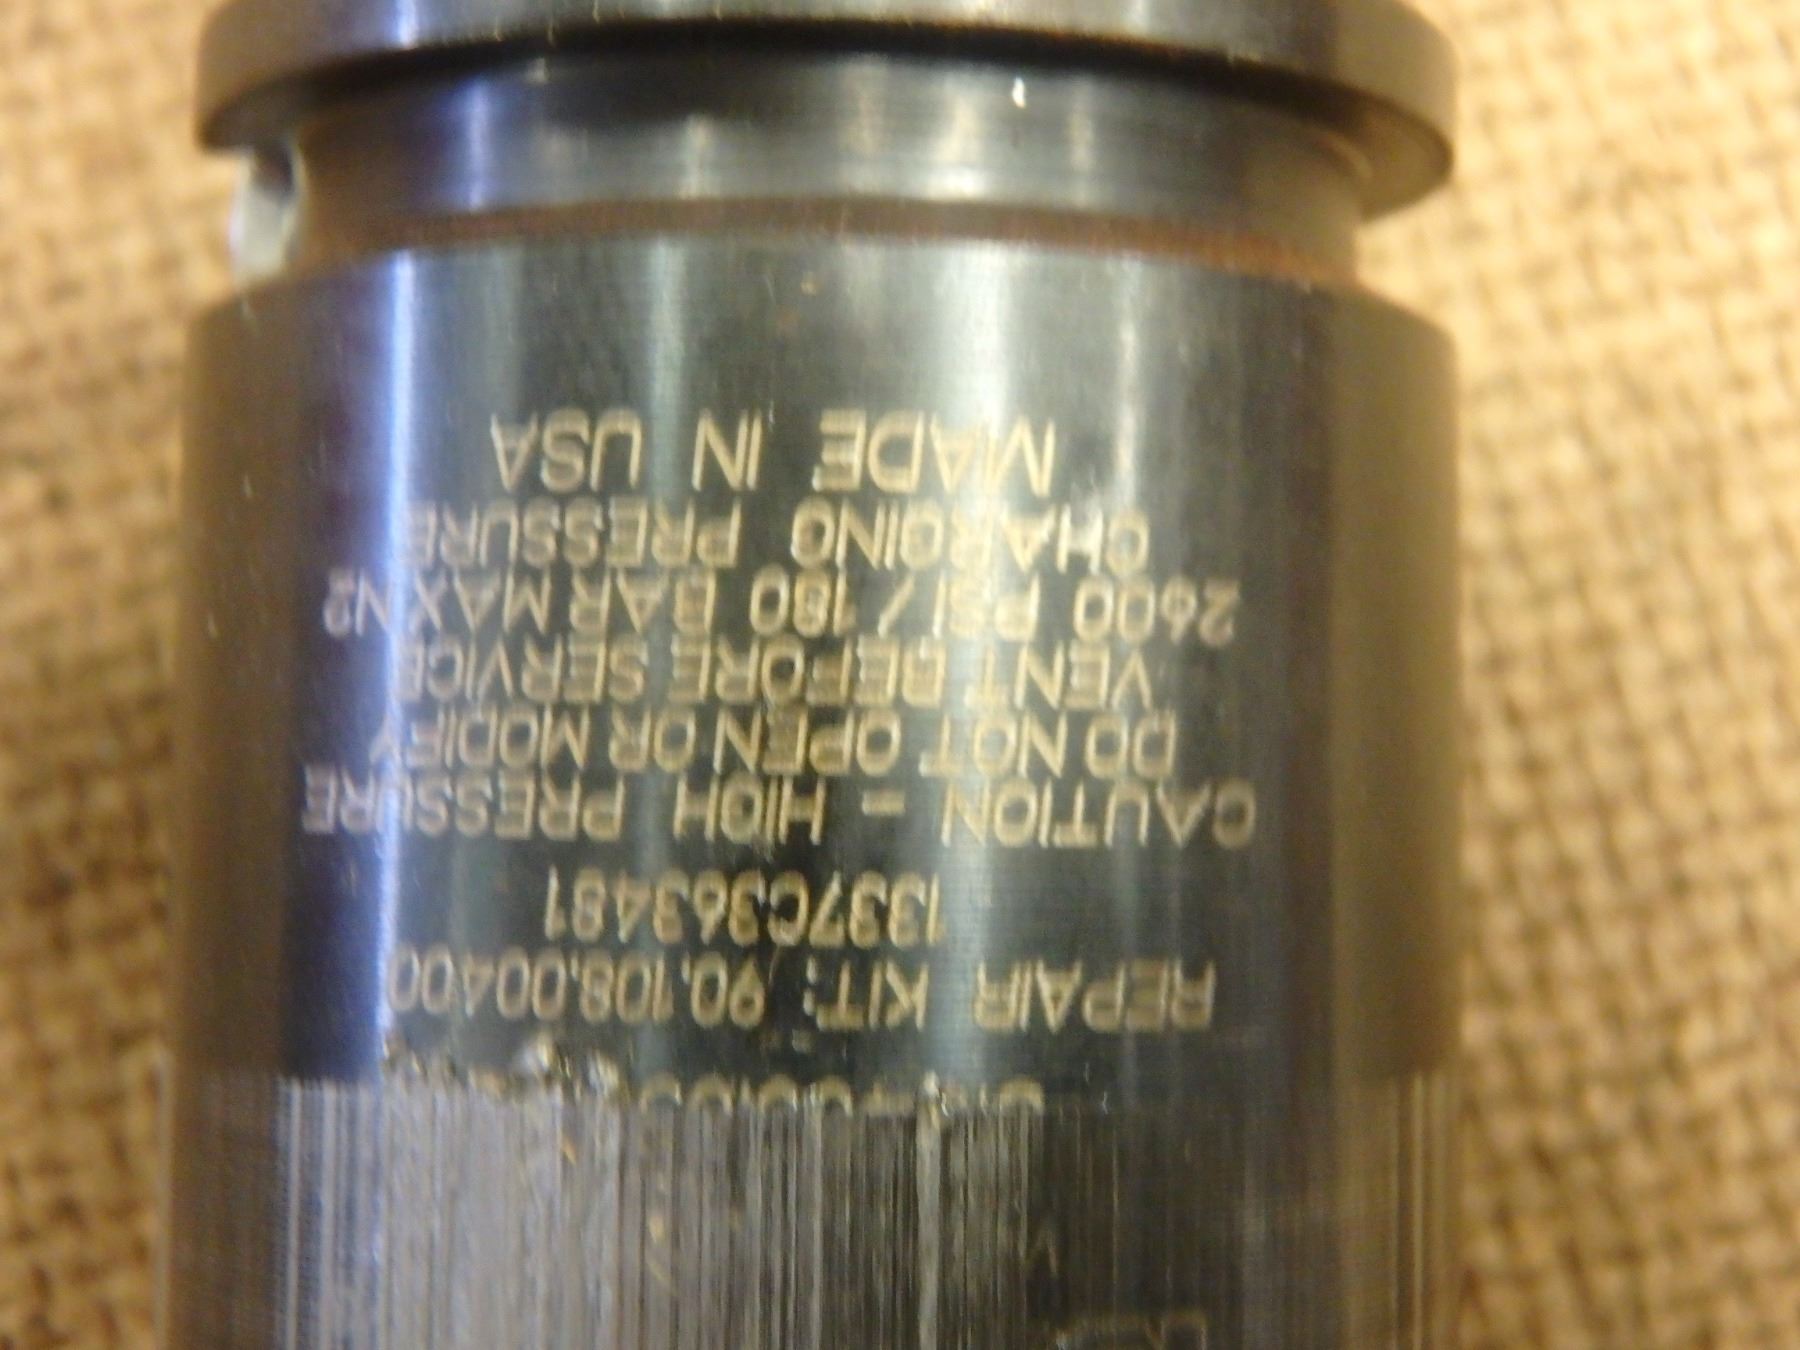 REPAIR KIT: 90.108.00400
1337C363481
CAUTION - HIGH PRESSURE
DO NOT OPEN OR MODIFY
VENT BEFORE SERVICE
2600 PSI / 180 BAR MAX N2
CHARGING PRESSURE
MADE IN USA